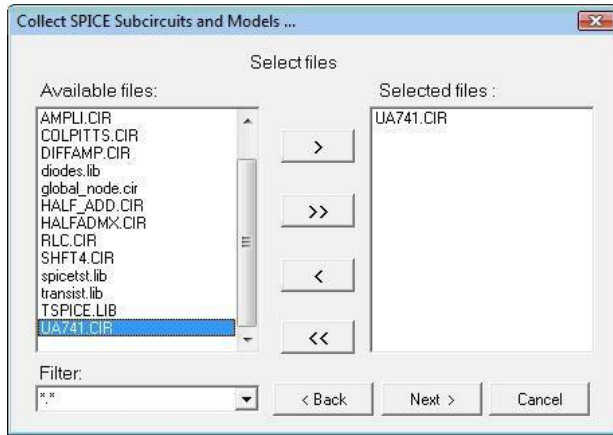 Collect SPICE Subcircuits and Models ...
Select files
Available files:
Selected files :
AMPLI.CIR
COLPITTS.CIR
DIFFAMP.CIR
diodes.lib
global_node.cir
HALF_ADD.CIR
HALFADMX.CIR
RLC.CIR
SHFT4.CIR
spicetst.lib
transist.lib
TSPICE.LIB
UA741.CIR
>
>>
<
<<
UA741.CIR
Filter:
*.*
< Back
Next >
Cancel